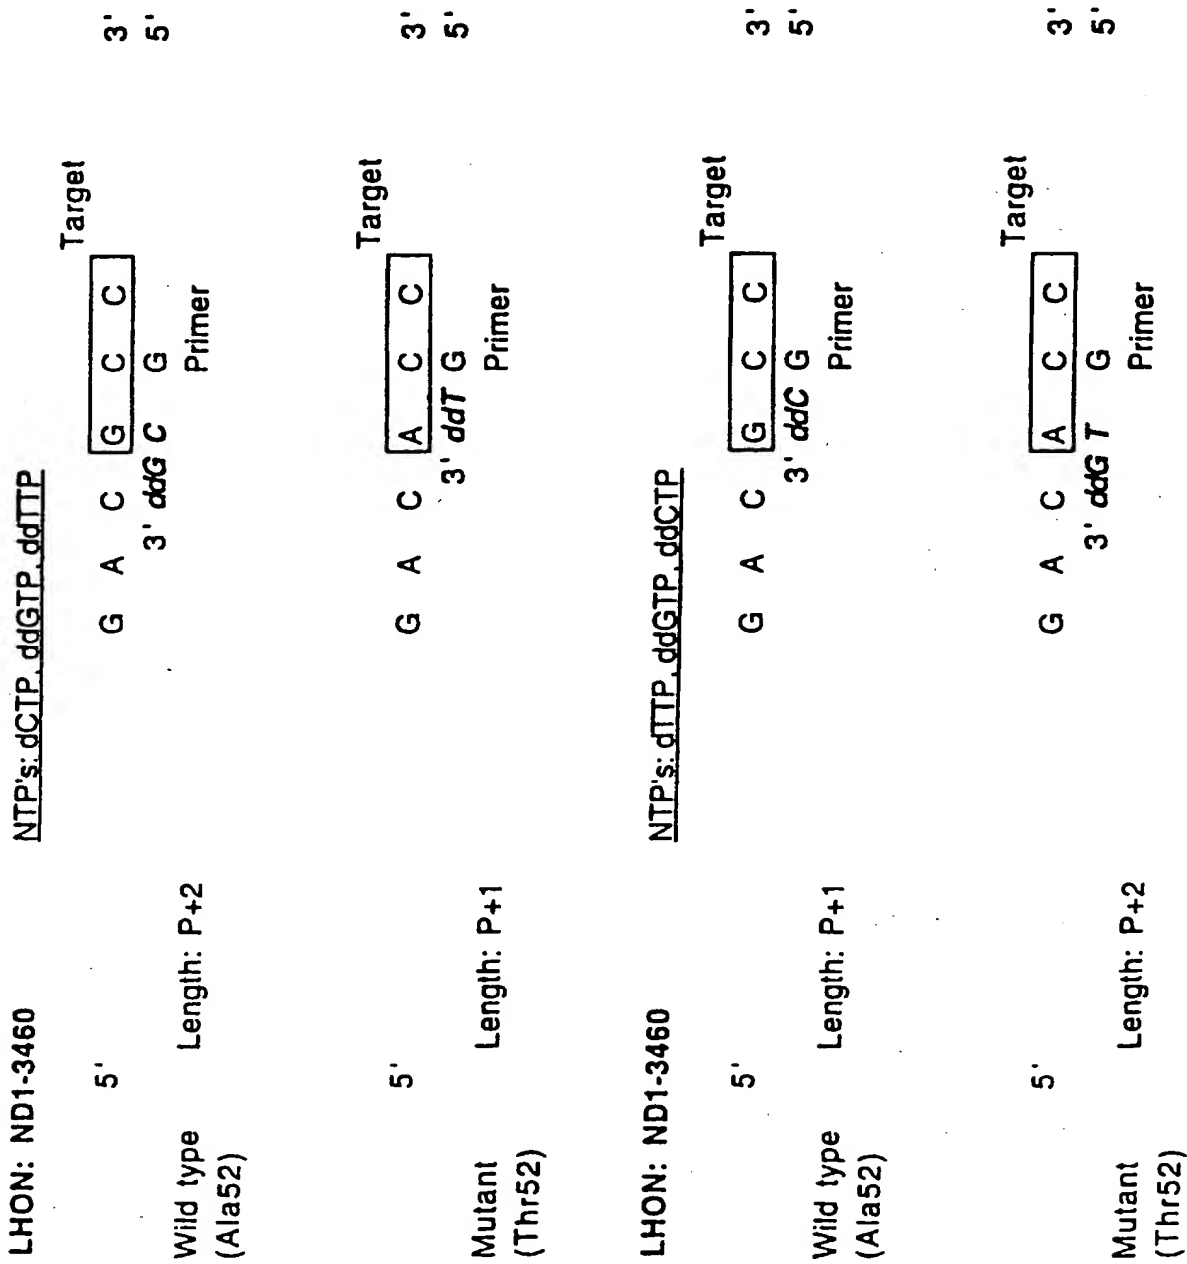 LHON: ND1-3460
NTP's: dCTP, ddGTP, ddTTP
Target
5' G A C G C C 3'
3' ddG C G 5'
Wild type Length: P+2 Primer
(Ala52)
Target
5' G A C A C C 3'
3' ddT G 5'
Mutant Length: P+1 Primer
(Thr52)
LHON: ND1-3460
NTP's: dTTP, ddGTP, ddCTP
Target
5' G A C G C C 3'
3' ddC G 5'
Wild type Length: P+1 Primer
(Ala52)
Target
5' G A C A C C 3'
3' ddG T G 5'
Mutant Length: P+2 Primer
(Thr52)